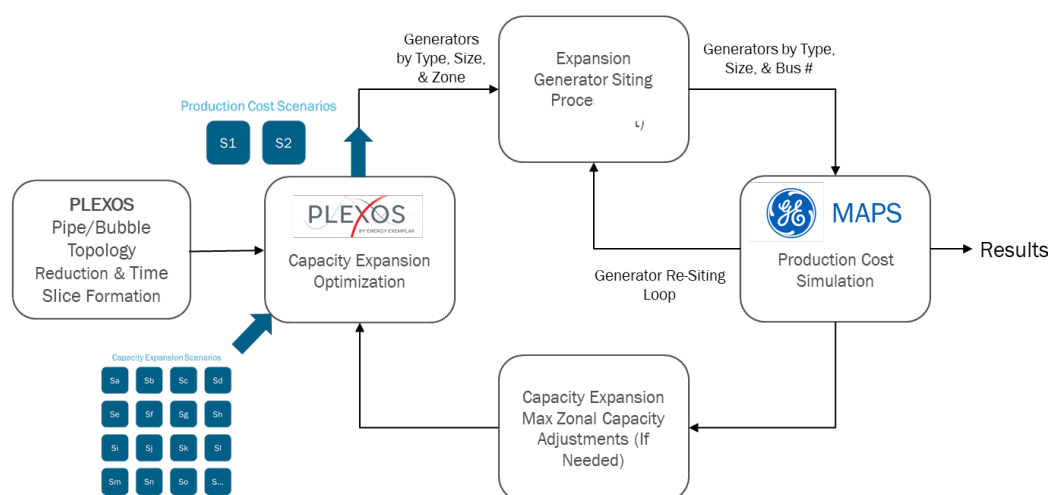 Generators
by Type, Size,
& Zone
Expansion
Generator Siting
Generators by Type,
Size, & Bus #
Production Cost Scenarios
S1
S2
PLEXOS
Pipe/Bubble
Topology
Reduction & Time
Slice Formation
PLEXOS
BY ENERGY EXEMPLAR
Capacity Expansion
Optimization
GE
MAPS
Production Cost
Simulation
Results
Generator Re-Siting
Loop
Capacity Expansion Scenarios
Sa Sb Sc Sd
Se Sf Sg Sh
Si Sj Sk Sl
Sm Sn So S...
Capacity Expansion
Max Zonal Capacity
Adjustments (If
Needed)